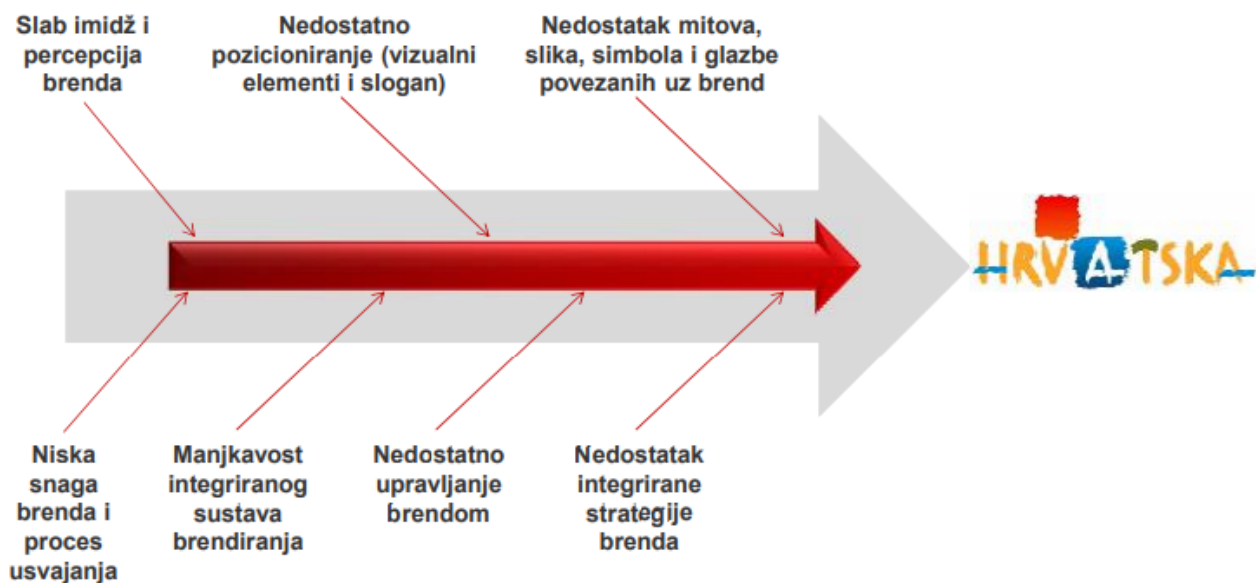 Slab imidž i
percepcija
brenda
Nedostatno
pozicioniranje (vizualni
elementi i slogan)
Nedostatak mitova,
slika, simbola i glazbe
povezanih uz brend
HRVATSKA
Niska
snaga
brenda i
proces
usvajanja
Manjkavost
integriranog
sustava
brendiranja
Nedostatno
upravljanje
brendom
Nedostatak
integrirane
strategije
brenda